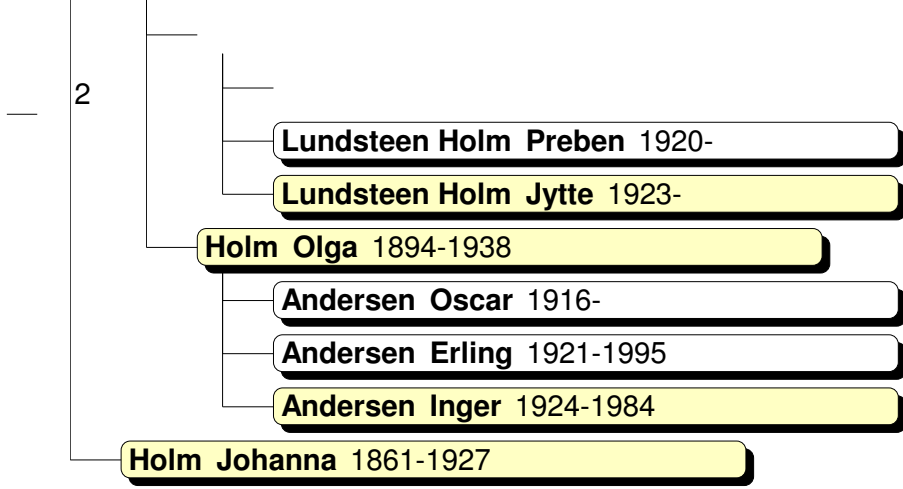 2
Lundsteen Holm Preben 1920-
Lundsteen Holm Jytte 1923-
Holm Olga 1894-1938
Andersen Oscar 1916-
Andersen Erling 1921-1995
Andersen Inger 1924-1984
Holm Johanna 1861-1927